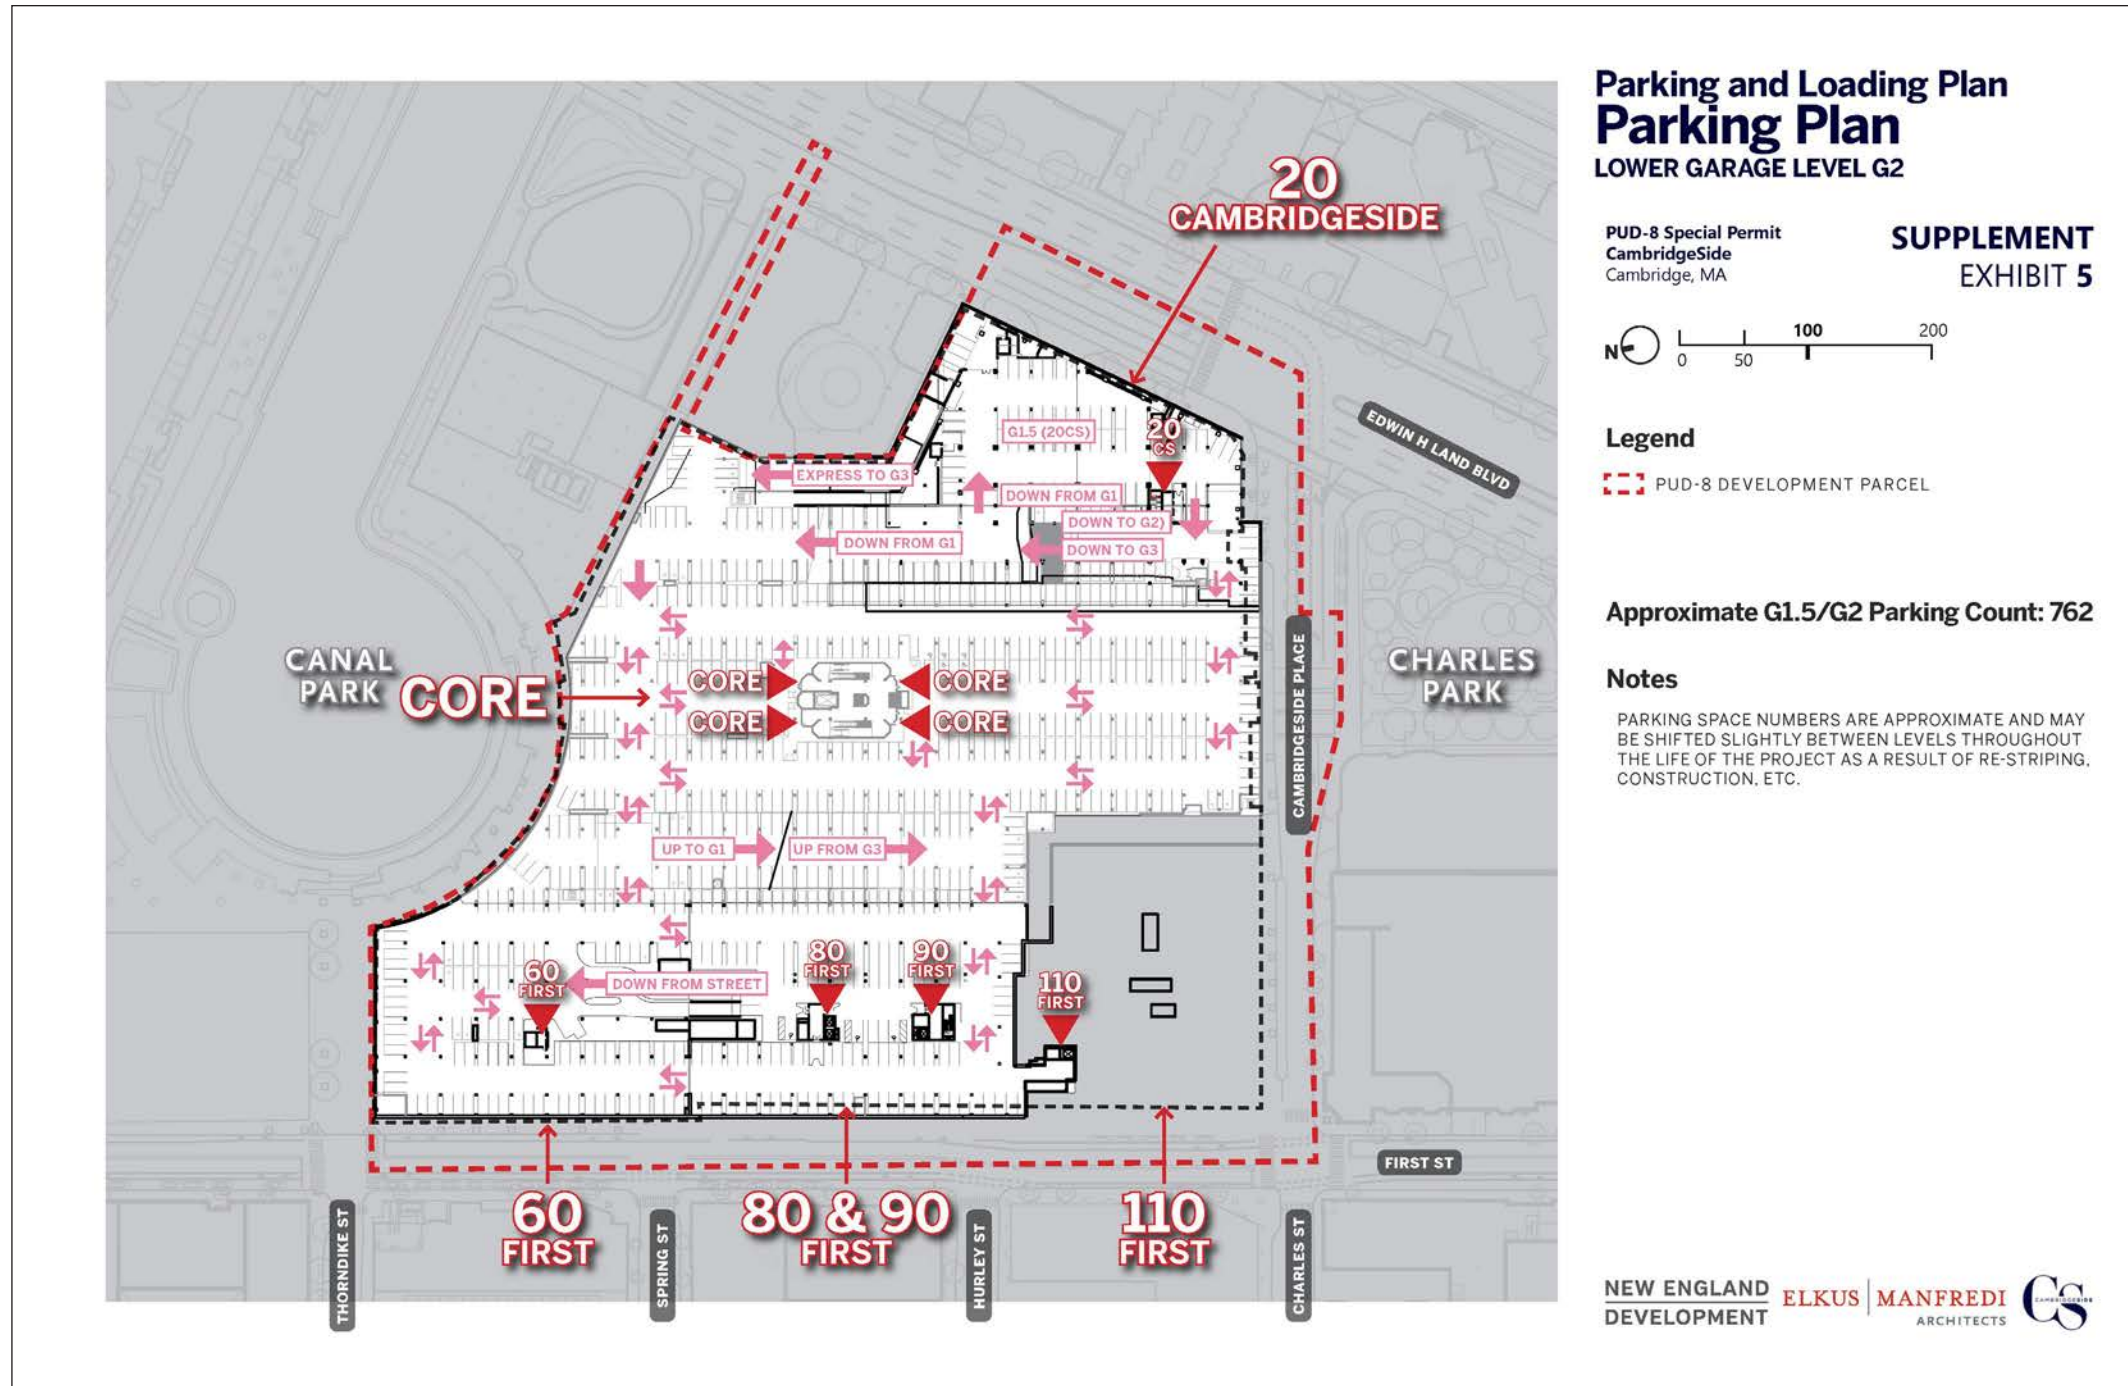 Parking and Loading Plan
Parking Plan
LOWER GARAGE LEVEL G2
PUD-8 Special Permit
CambridgeSide
Cambridge, MA
SUPPLEMENT
EXHIBIT 5
N
0
50
100
200
Legend
PUD-8 DEVELOPMENT PARCEL
Approximate G1.5/G2 Parking Count: 762
Notes
PARKING SPACE NUMBERS ARE APPROXIMATE AND MAY
BE SHIFTED SLIGHTLY BETWEEN LEVELS THROUGHOUT
THE LIFE OF THE PROJECT AS A RESULT OF RE-STRIPING,
CONSTRUCTION, ETC.
20
CAMBRIDGESIDE
EDWIN H LAND BLVD
G1.5 (20CS)
20
CS
EXPRESS TO G3
DOWN FROM G1
DOWN TO G2)
DOWN FROM G1
DOWN TO G3
CANAL
PARK
CORE
CORE
CORE
CORE
CORE
CAMBRIDGESIDE PLACE
CHARLES
PARK
UP TO G1
UP FROM G3
60
FIRST
DOWN FROM STREET
80
FIRST
90
FIRST
110
FIRST
FIRST ST
60
FIRST
80 & 90
FIRST
110
FIRST
THORNDIKE ST
SPRING ST
HURLEY ST
CHARLES ST
NEW ENGLAND
DEVELOPMENT
ELKUS | MANFREDI
ARCHITECTS
CS
CAMBRIDGESIDE